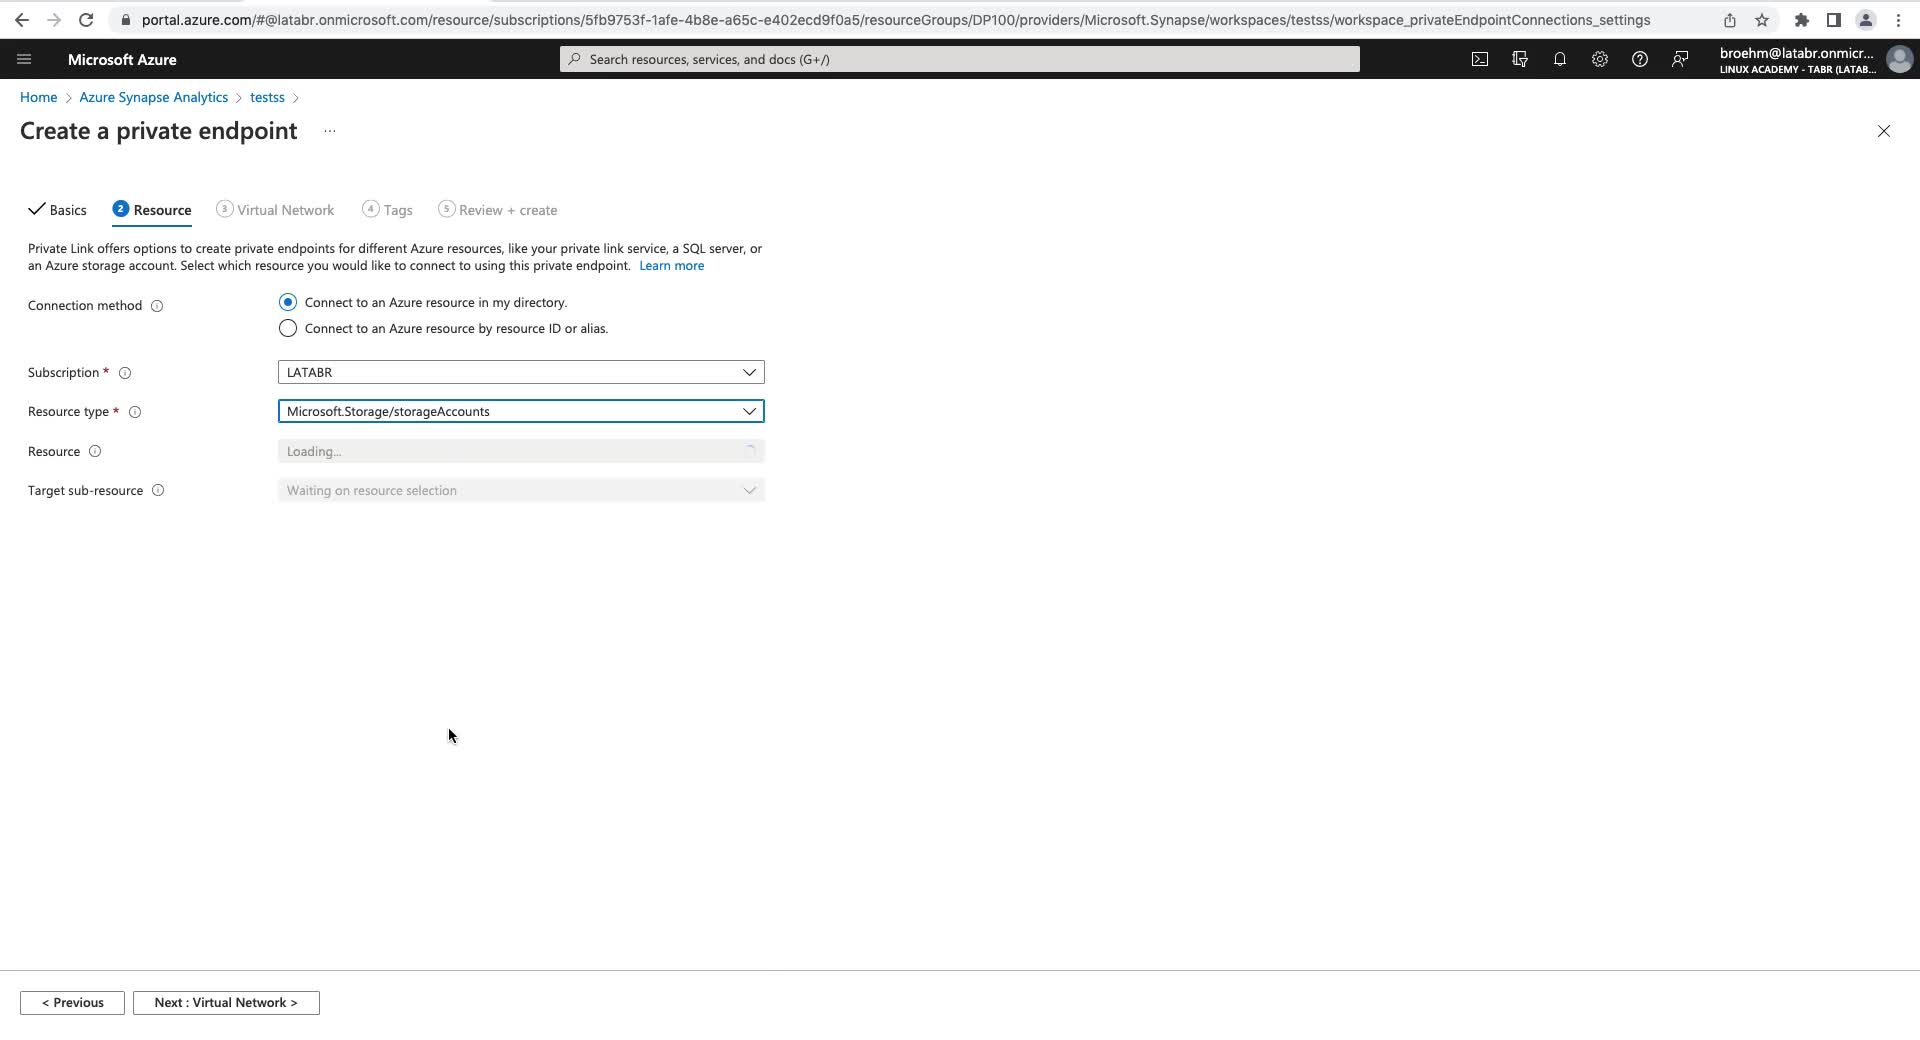 portal.azure.com/#@latabr.onmicrosoft.com/resource/subscriptions/5fb9753f-1afe-4b8e-a65c-e402ecd9f0a5/resourceGroups/DP100/providers/Microsoft.Synapse/workspaces/testss/workspace_privateEndpointConnections_settings
Microsoft Azure
Search resources, services, and docs (G+/)
broehm@latabr.onmicr...
LINUX ACADEMY - TABR (LATAB...
Home > Azure Synapse Analytics > testss >
Create a private endpoint ...
Basics 2 Resource 3 Virtual Network 4 Tags 5 Review + create
Private Link offers options to create private endpoints for different Azure resources, like your private link service, a SQL server, or
an Azure storage account. Select which resource you would like to connect to using this private endpoint. Learn more
Connection method
Connect to an Azure resource in my directory.
Connect to an Azure resource by resource ID or alias.
Subscription * LATABR
Resource type * Microsoft.Storage/storageAccounts
Resource Loading...
Target sub-resource Waiting on resource selection
< Previous Next : Virtual Network >